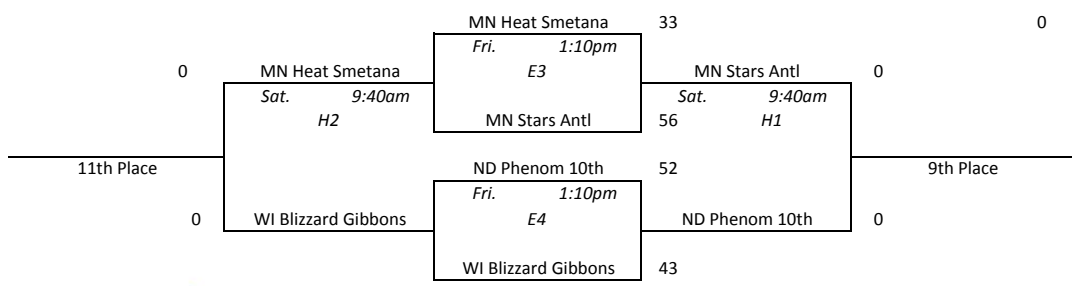 MN Heat Smetana 33 0
Fri. 1:10pm
0 MN Heat Smetana E3 MN Stars Antl 0
Sat. 9:40am Sat. 9:40am
H2 MN Stars Antl 56 H1
11th Place ND Phenom 10th 52 9th Place
Fri. 1:10pm
0 WI Blizzard Gibbons E4 ND Phenom 10th 0
WI Blizzard Gibbons 43